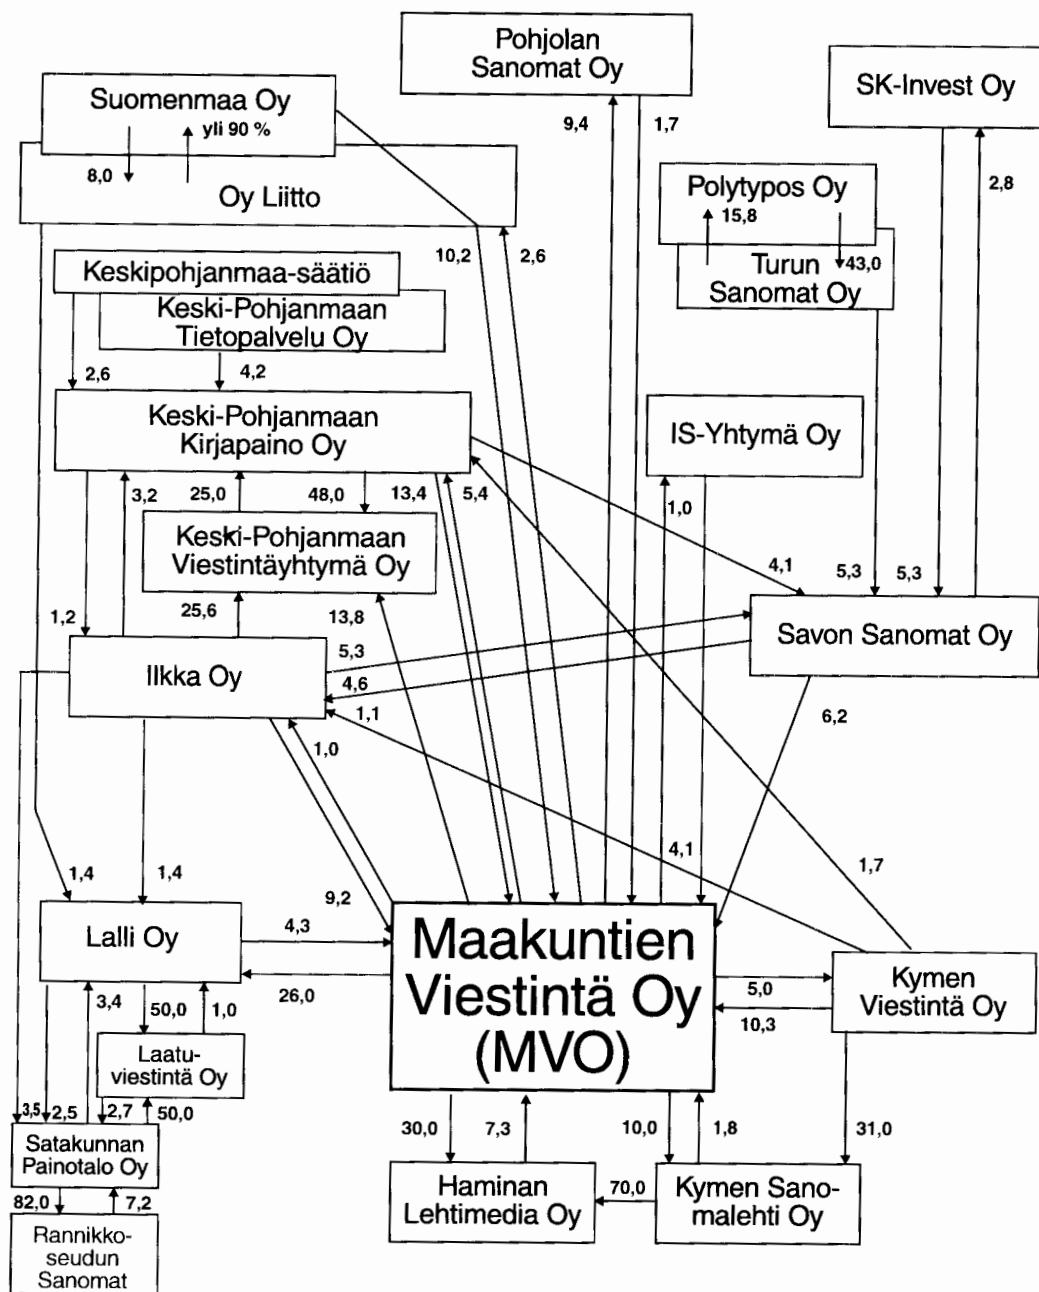 Pohjolan
Sanomat Oy
SK-Invest Oy
Suomenmaa Oy
yli 90 %
8,0
Oy Liitto
9,4
1,7
2,8
Polytypos Oy
15,8
Turun
Sanomat Oy
43,0
10,2
2,6
Keskipohjanmaa-säätiö
Keski-Pohjanmaan
Tietopalvelu Oy
2,6
4,2
Keski-Pohjanmaan
Kirjapaino Oy
IS-Yhtymä Oy
3,2
25,0
48,0
13,4
5,4
1,0
Keski-Pohjanmaan
Viestintäyhtymä Oy
4,1
5,3
5,3
1,2
25,6
13,8
Ilkka Oy
5,3
4,6
1,1
1,0
Savon Sanomat Oy
6,2
4,1
1,7
1,4
1,4
9,2
Lalli Oy
4,3
26,0
Maakuntien
Viestintä Oy
(MVO)
5,0
10,3
Kymen
Viestintä Oy
3,4
50,0
1,0
Laatu-
viestintä Oy
3,5
2,5
2,7
50,0
Satakunnan
Painotalo Oy
82,0
7,2
Rannikko-
seudun
Sanomat
30,0
7,3
10,0
1,8
31,0
Haminan
Lehtimedia Oy
70,0
Kymen Sano-
malehti Oy